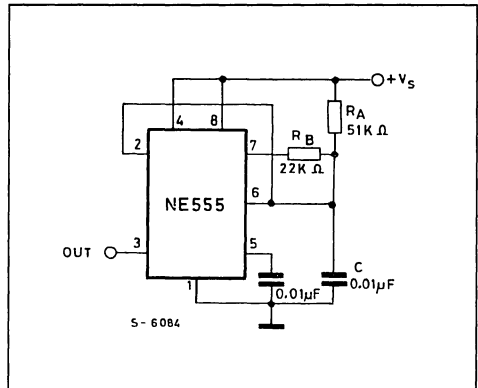 +Vs
4
8
RA
51K Ω
RB
2
7
22K Ω
NE555
6
OUT
3
5
1
0.01µF
C
0.01µF
S-6084